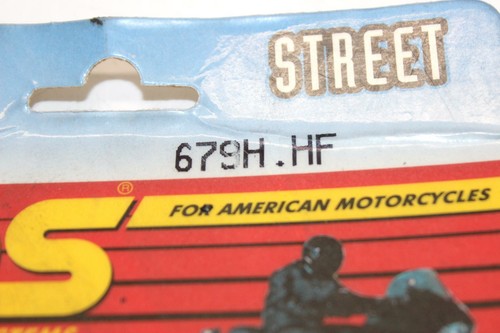 STREET
679H.HF
S®
FOR AMERICAN MOTORCYCLES